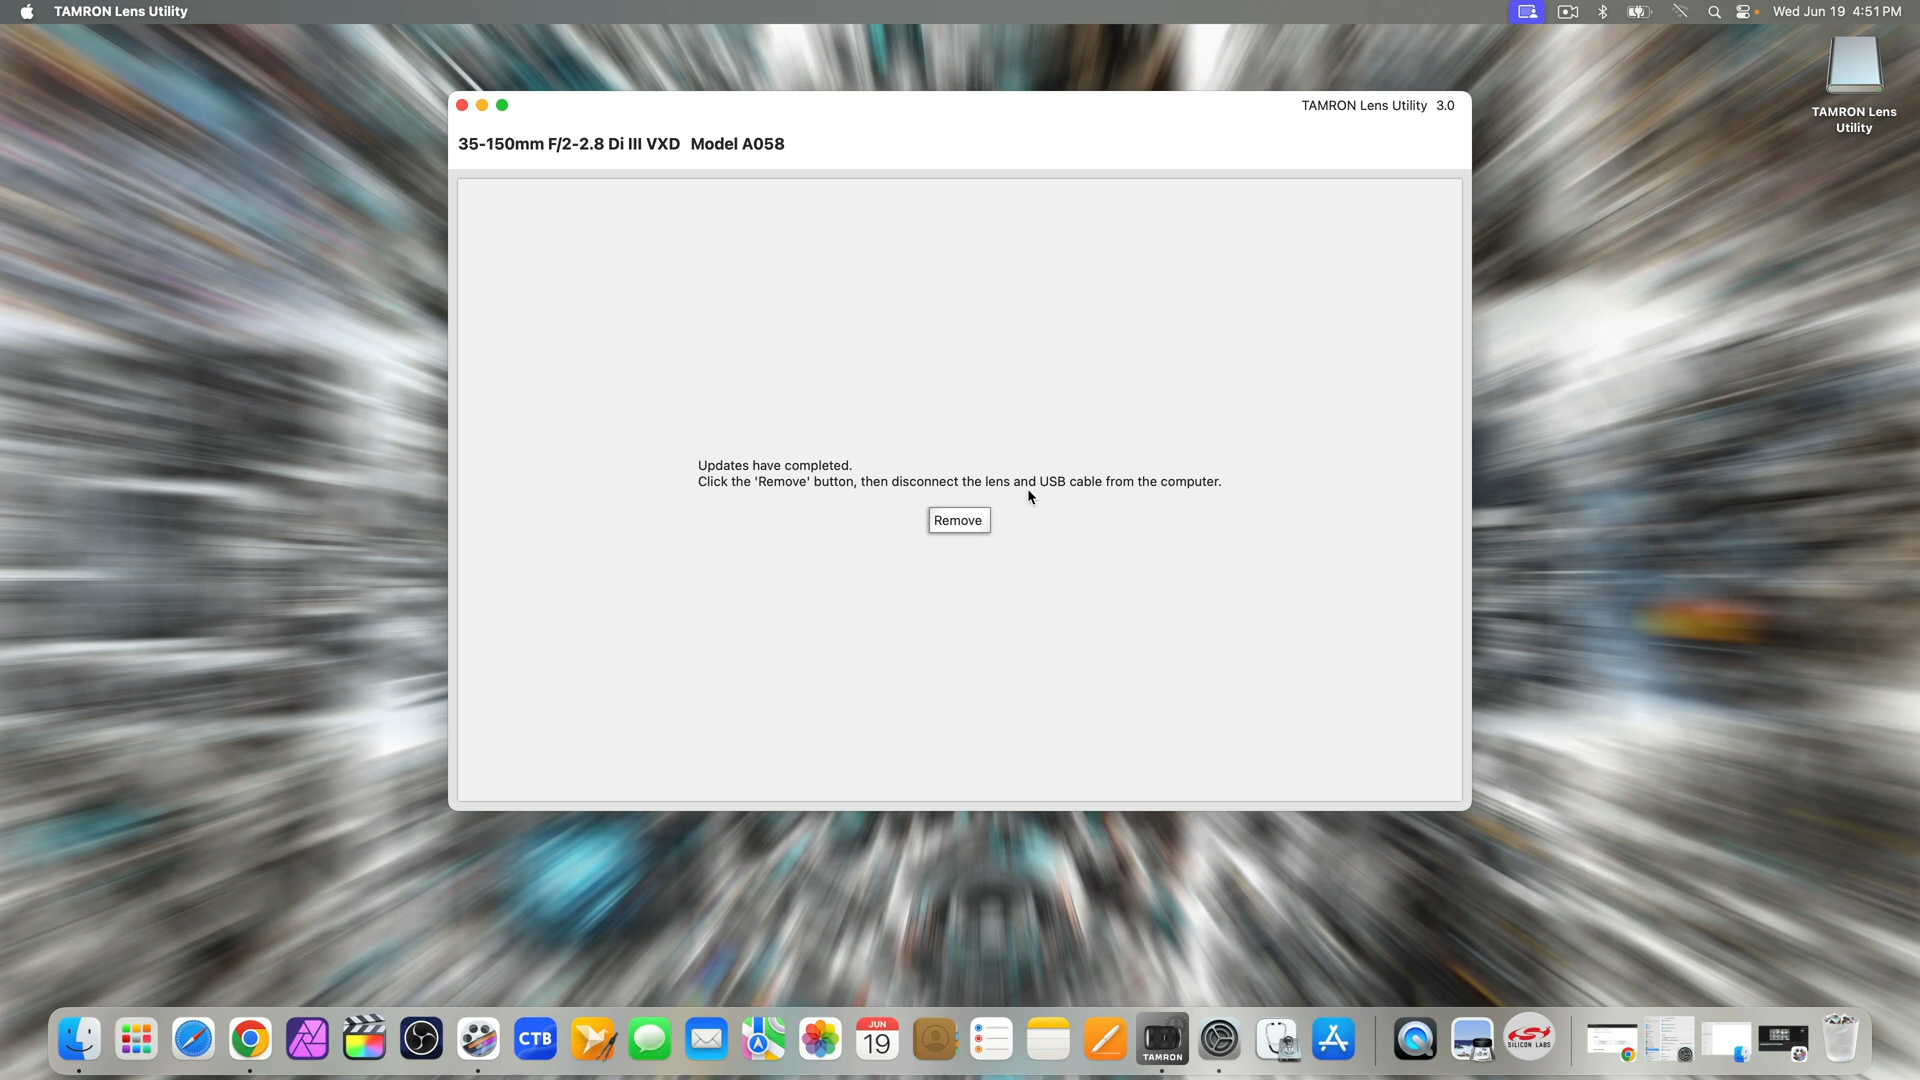 TAMRON Lens Utility
Wed Jun 19 4:51 PM
TAMRON Lens
Utility
TAMRON Lens Utility 3.0
35-150mm F/2-2.8 Di III VXD Model A058
Updates have completed.
Click the 'Remove' button, then disconnect the lens and USB cable from the computer.
Remove
CTB
JUN
19
TAMRON
SILICON LABS